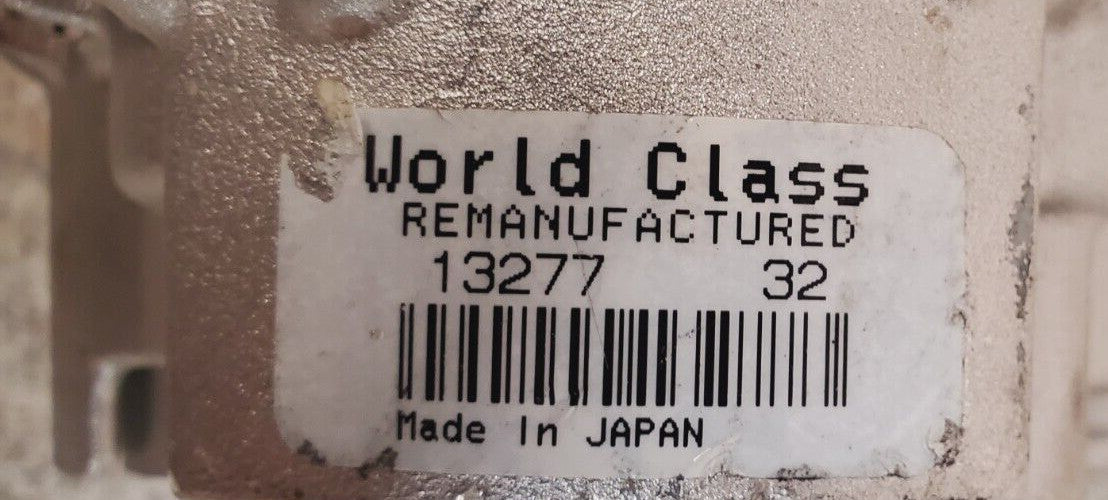 World Class
REMANUFACTURED
13277 32
Made In JAPAN